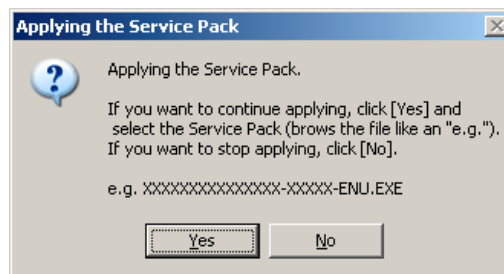 Applying the Service Pack
Applying the Service Pack.
If you want to continue applying, click [Yes] and
select the Service Pack (brows the file like an "e.g.").
If you want to stop applying, click [No].
e.g. XXXXXXXXXXXXXXX-XXXXX-ENU.EXE
Yes
No